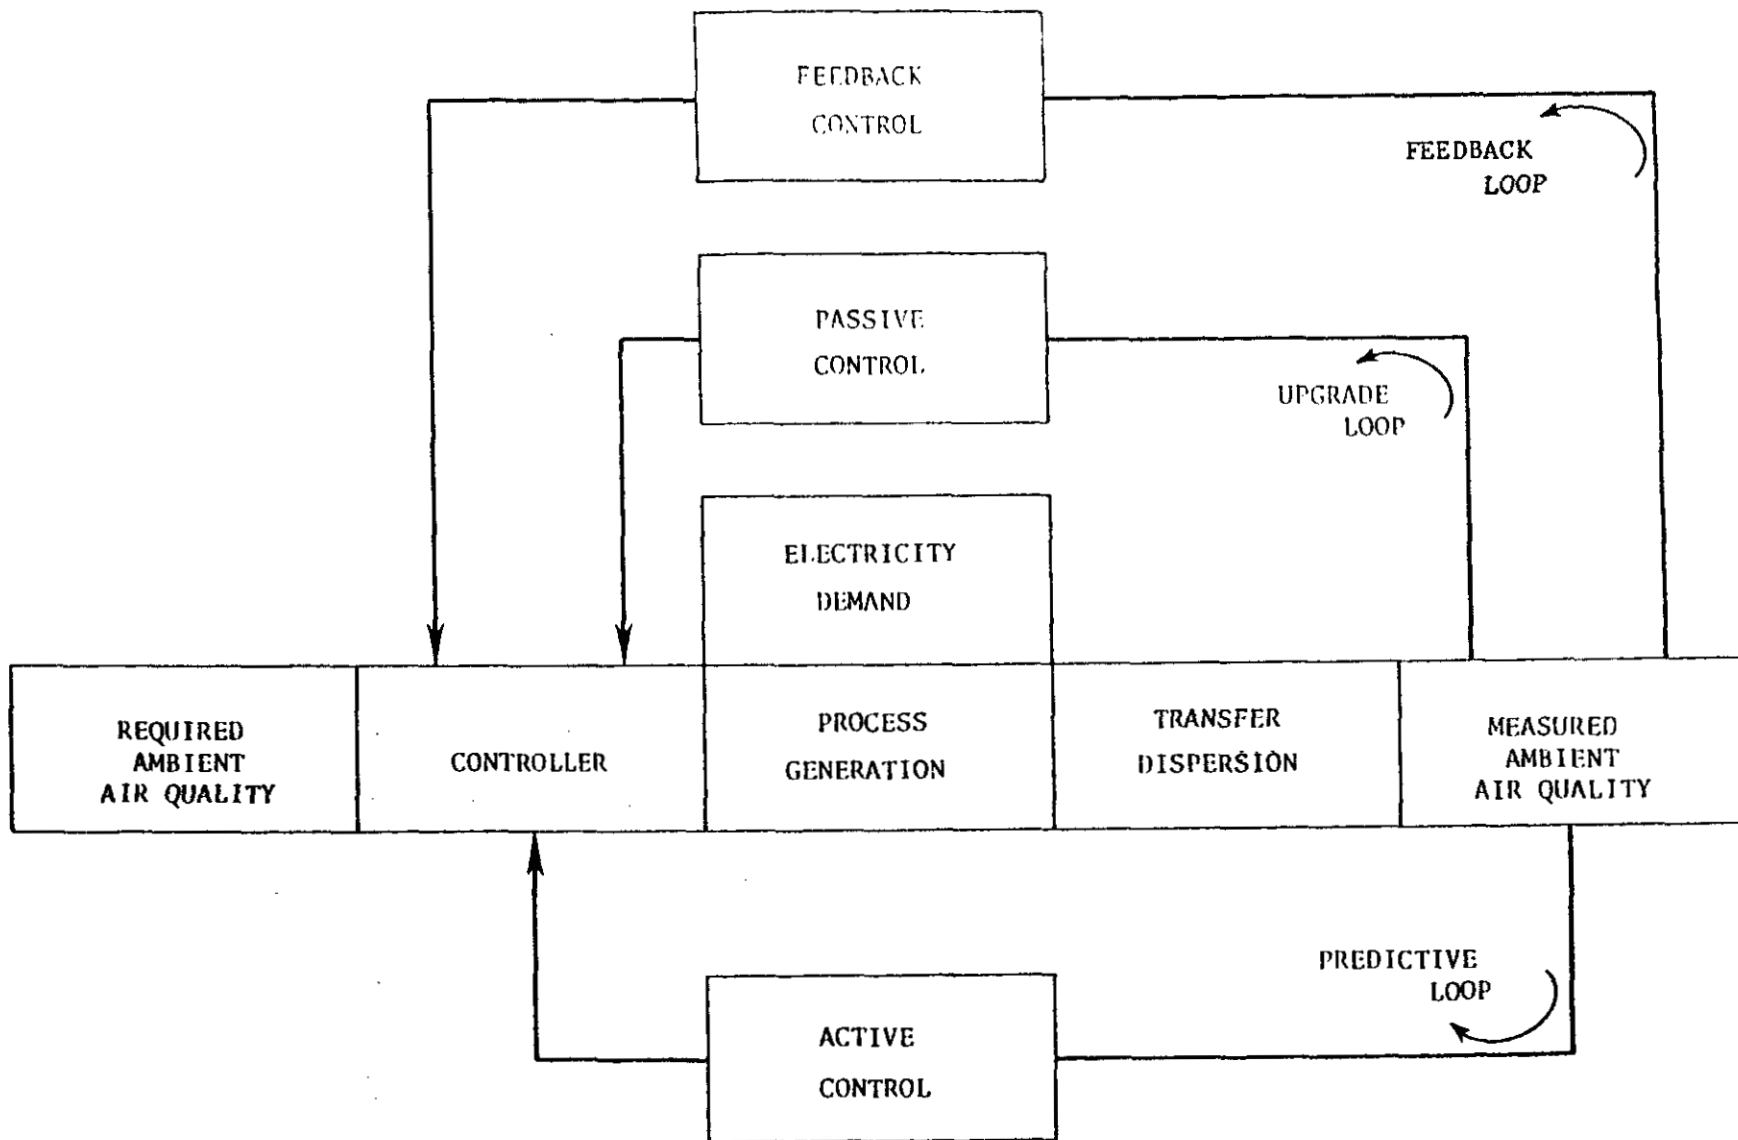 FEEDBACK
CONTROL
FEEDBACK
LOOP
PASSIVE
CONTROL
UPGRADE
LOOP
ELECTRICITY
DEMAND
REQUIRED
AMBIENT
AIR QUALITY
CONTROLLER
PROCESS
GENERATION
TRANSFER
DISPERSION
MEASURED
AMBIENT
AIR QUALITY
PREDICTIVE
LOOP
ACTIVE
CONTROL